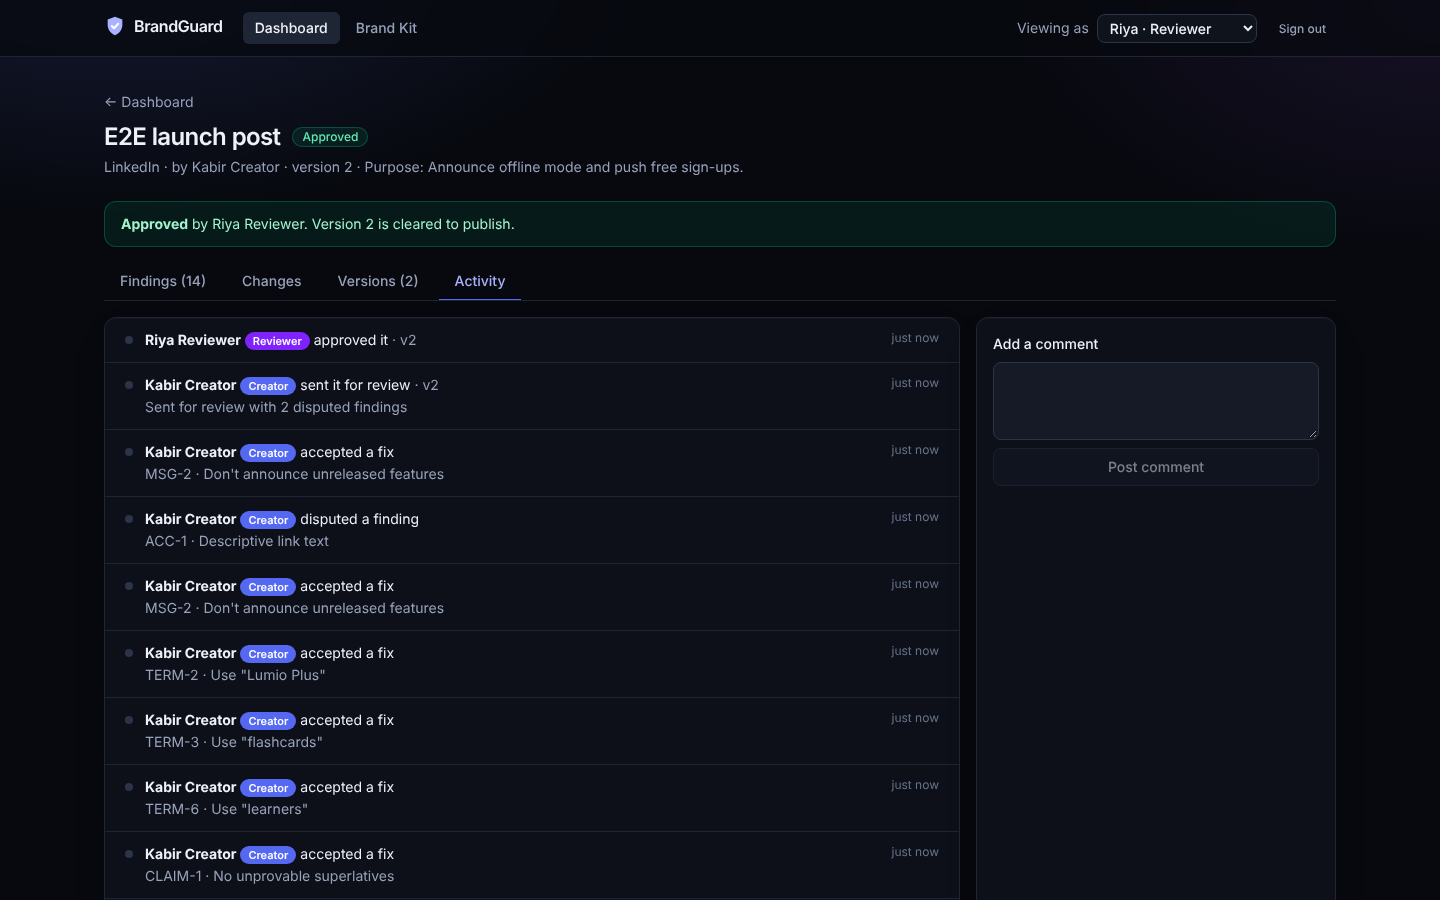 BrandGuard Dashboard Brand Kit Viewing as Riya · Reviewer Sign out
← Dashboard
E2E launch post Approved
LinkedIn · by Kabir Creator · version 2 · Purpose: Announce offline mode and push free sign-ups.
Approved by Riya Reviewer. Version 2 is cleared to publish.
Findings (14) Changes Versions (2) Activity
Riya Reviewer Reviewer approved it · v2 just now
Kabir Creator Creator sent it for review · v2 just now
Sent for review with 2 disputed findings
Kabir Creator Creator accepted a fix just now
MSG-2 · Don't announce unreleased features
Kabir Creator Creator disputed a finding just now
ACC-1 · Descriptive link text
Kabir Creator Creator accepted a fix just now
MSG-2 · Don't announce unreleased features
Kabir Creator Creator accepted a fix just now
TERM-2 · Use "Lumio Plus"
Kabir Creator Creator accepted a fix just now
TERM-3 · Use "flashcards"
Kabir Creator Creator accepted a fix just now
TERM-6 · Use "learners"
Kabir Creator Creator accepted a fix just now
CLAIM-1 · No unprovable superlatives
Add a comment
Post comment